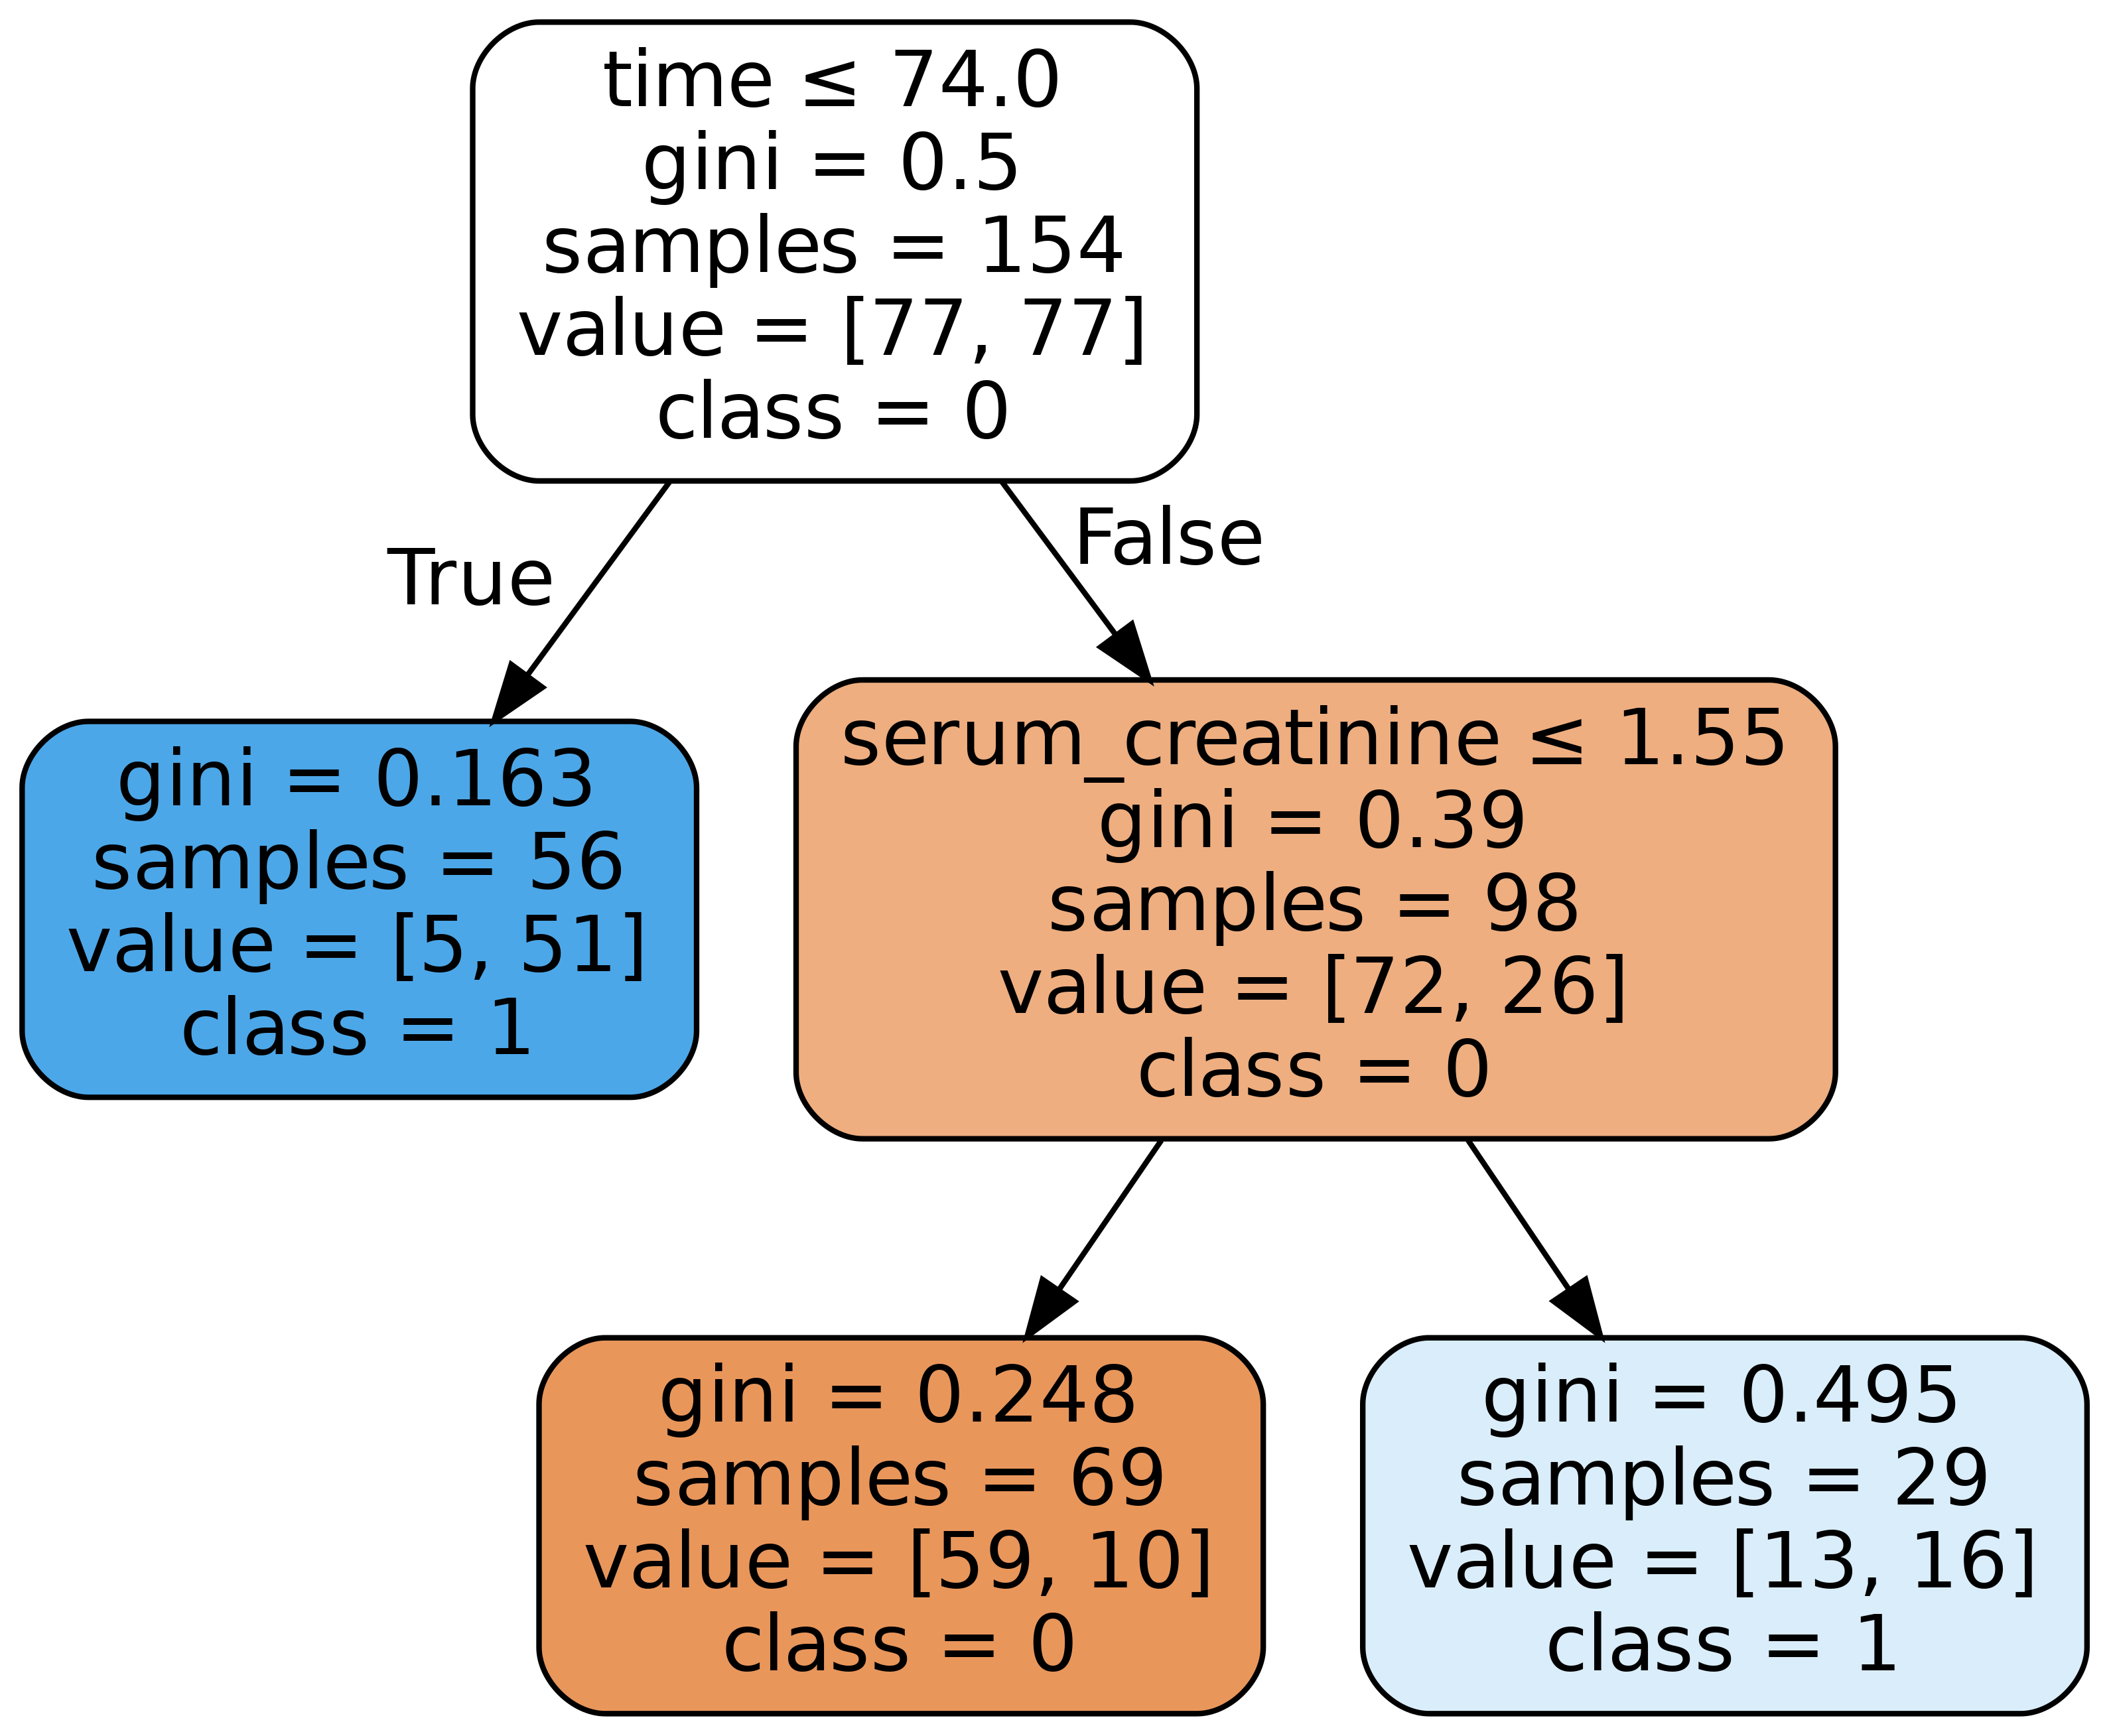 time ≤ 74.0
gini = 0.5
samples = 154
value = [77, 77]
class = 0
True
False
gini = 0.163
samples = 56
value = [5, 51]
class = 1
serum_creatinine ≤ 1.55
gini = 0.39
samples = 98
value = [72, 26]
class = 0
gini = 0.248
samples = 69
value = [59, 10]
class = 0
gini = 0.495
samples = 29
value = [13, 16]
class = 1